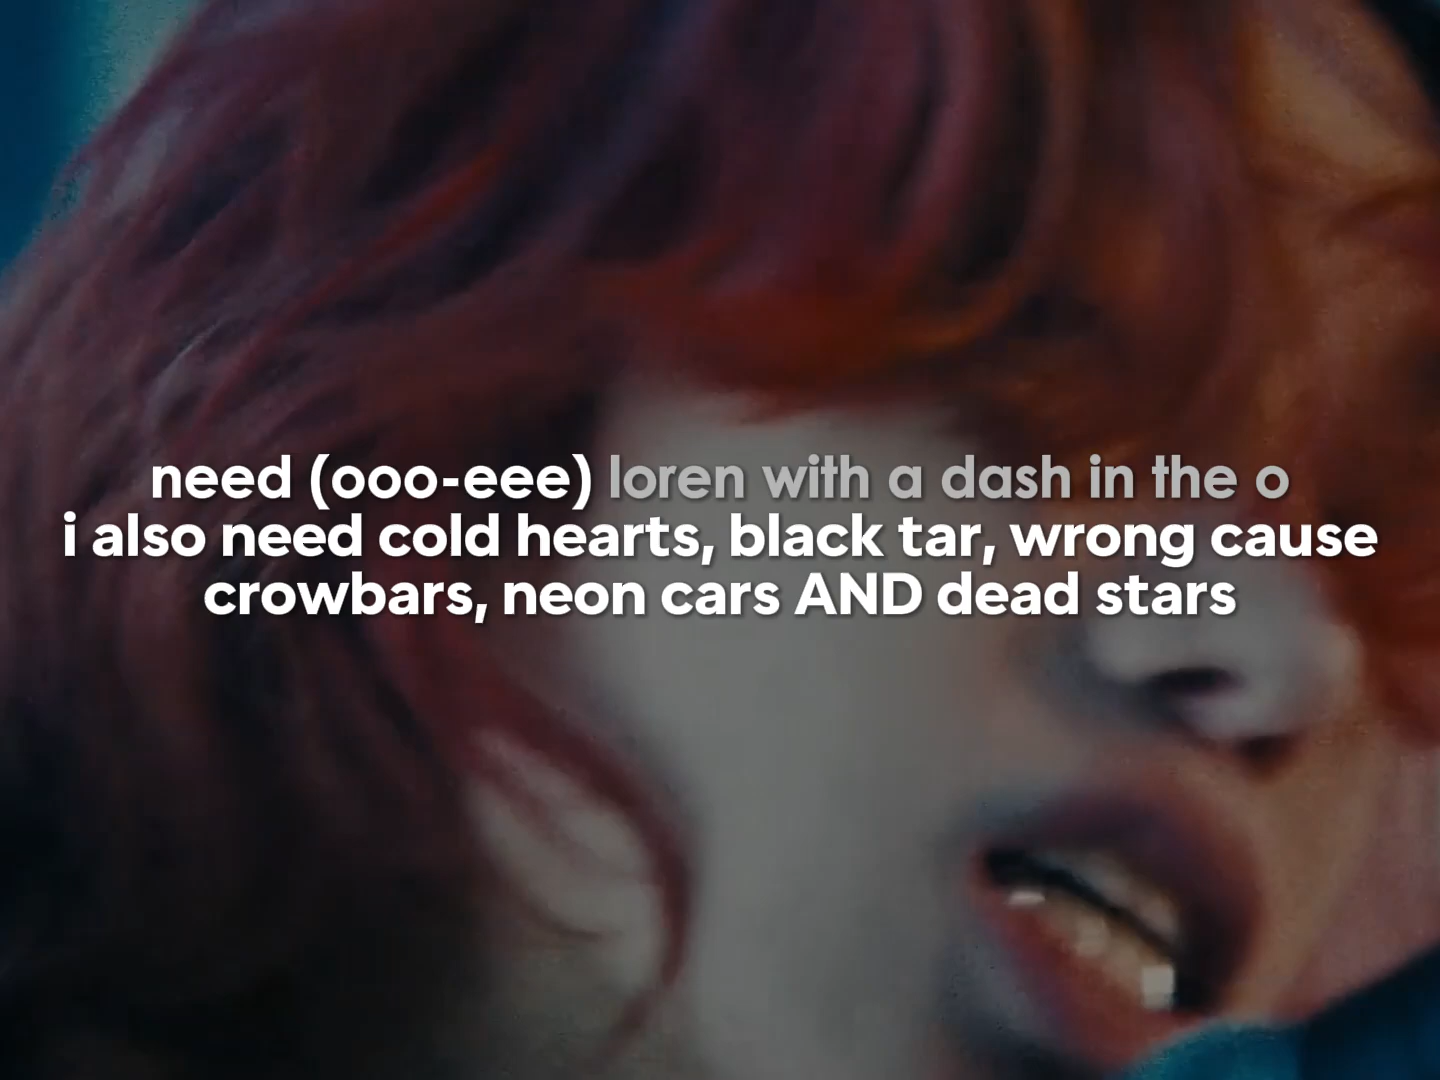 need (ooo-eee) loren with a dash in the o
i also need cold hearts, black tar, wrong cause
crowbars, neon cars AND dead stars